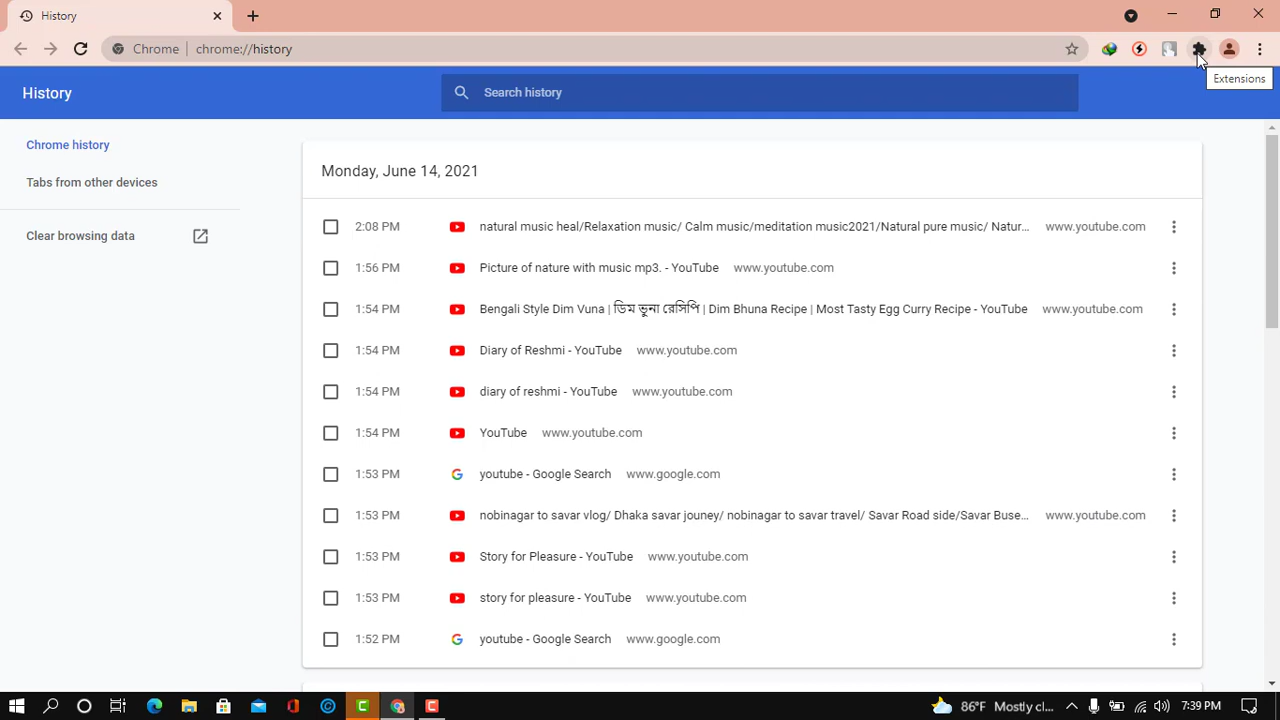 History
Chrome
chrome://history
Extensions
History
Search history
Chrome history
Tabs from other devices
Clear browsing data
Monday, June 14, 2021
2:08 PM natural music heal/Relaxation music/ Calm music/meditation music2021/Natural pure music/ Natur... www.youtube.com
1:56 PM Picture of nature with music mp3. - YouTube www.youtube.com
1:54 PM Bengali Style Dim Vuna | ডিম ভুনা রেসিপি | Dim Bhuna Recipe | Most Tasty Egg Curry Recipe - YouTube www.youtube.com
1:54 PM Diary of Reshmi - YouTube www.youtube.com
1:54 PM diary of reshmi - YouTube www.youtube.com
1:54 PM YouTube www.youtube.com
1:53 PM youtube - Google Search www.google.com
1:53 PM nobinagar to savar vlog/ Dhaka savar jouney/ nobinagar to savar travel/ Savar Road side/Savar Buse... www.youtube.com
1:53 PM Story for Pleasure - YouTube www.youtube.com
1:53 PM story for pleasure - YouTube www.youtube.com
1:52 PM youtube - Google Search www.google.com
86°F Mostly cl... 7:39 PM